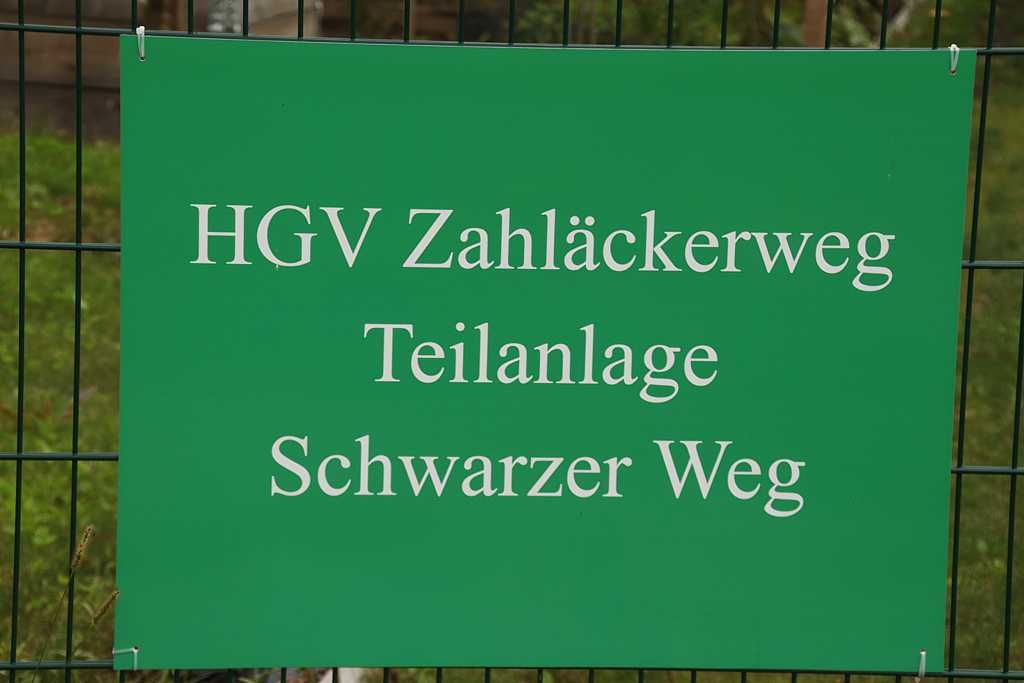 HGV Zahläckerweg
Teilanlage
Schwarzer Weg